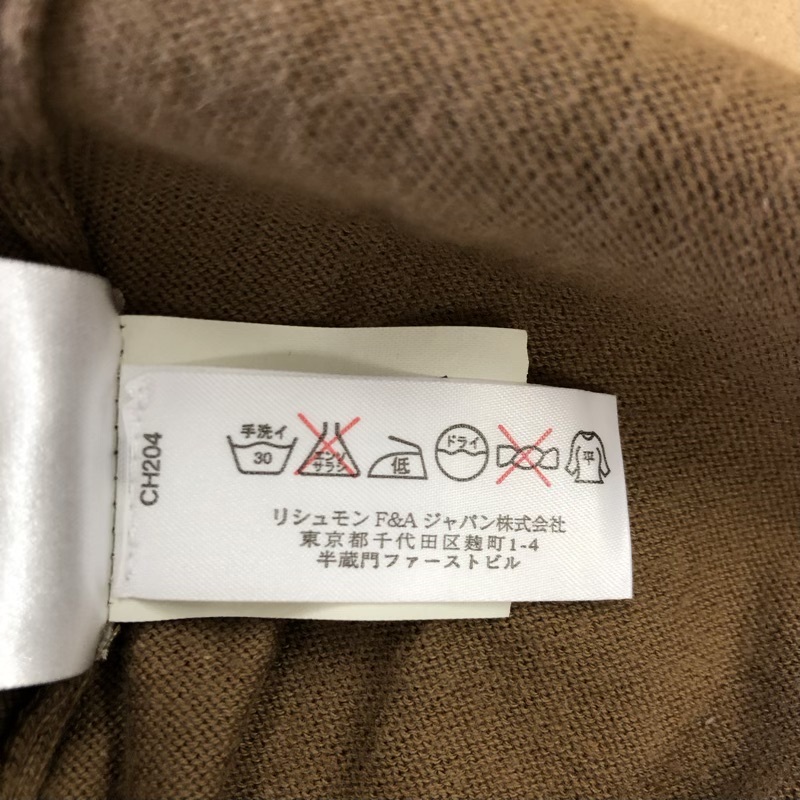 CH204
手洗イ
30
エンソ
サラシ
低
ドライ
平
リシュモン F&A ジャパン株式会社
東京都千代田区麹町1-4
半蔵門ファーストビル